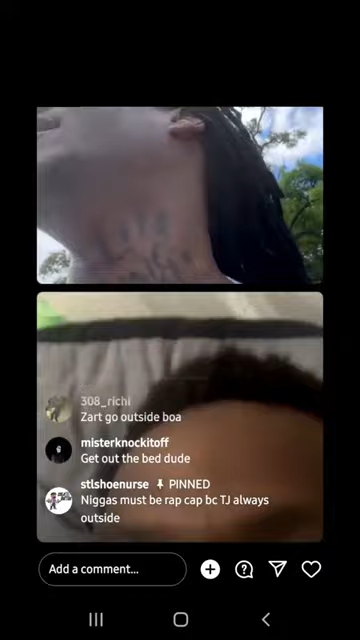 308_richi
Zart go outside boa
misterknockitoff
Get out the bed dude
stlshoenurse PINNED
Niggas must be rap cap bc TJ always
outside
Add a comment...